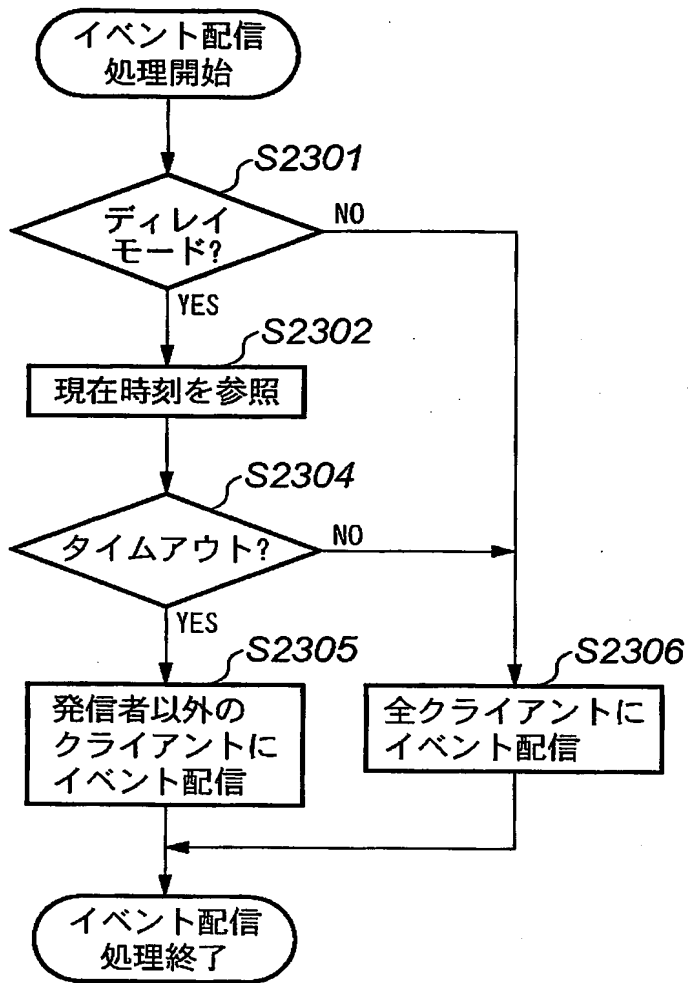 イベント配信
処理開始
S2301
ディレイ
モード?
NO
YES
S2302
現在時刻を参照
S2304
タイムアウト?
NO
YES
S2305
発信者以外の
クライアントに
イベント配信
S2306
全クライアントに
イベント配信
イベント配信
処理終了